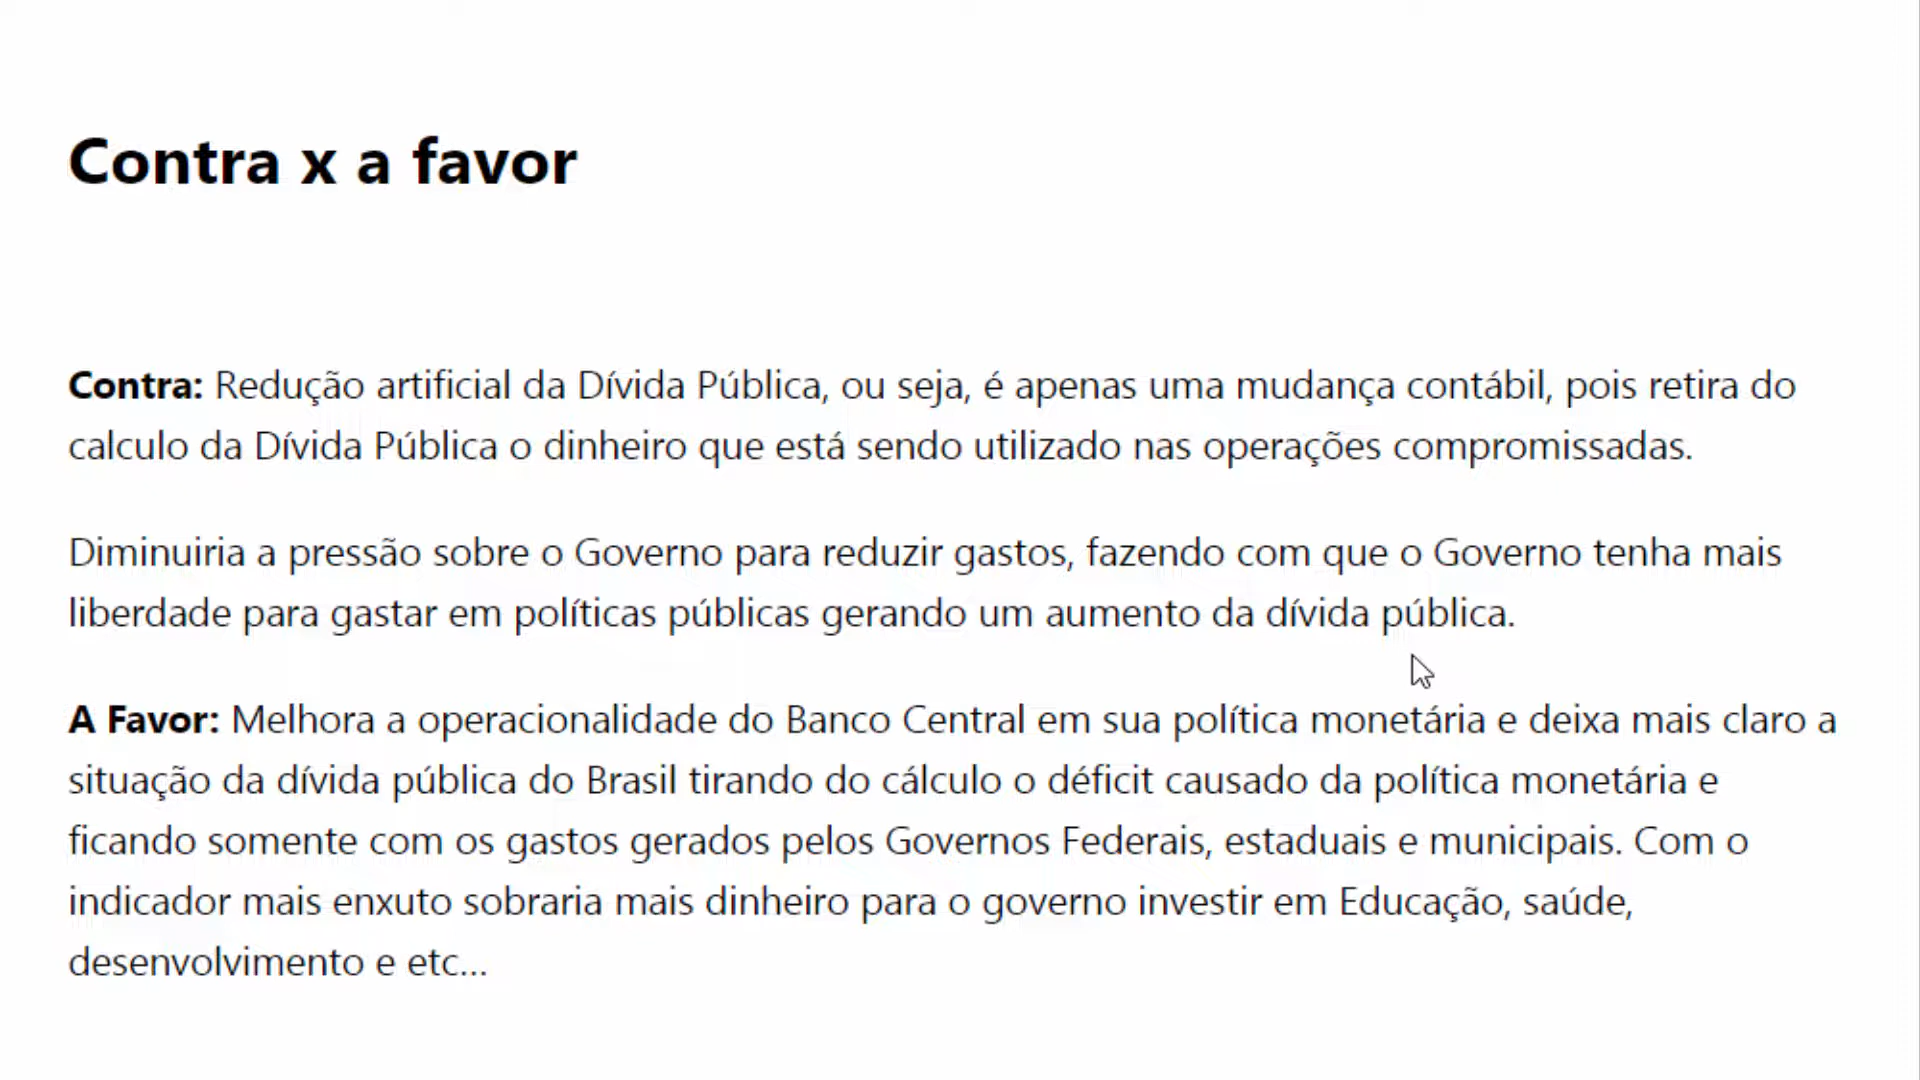 Contra x a favor
Contra: Redução artificial da Dívida Pública, ou seja, é apenas uma mudança contábil, pois retira do
calculo da Dívida Pública o dinheiro que está sendo utilizado nas operações compromissadas.
Diminuiria a pressão sobre o Governo para reduzir gastos, fazendo com que o Governo tenha mais
liberdade para gastar em políticas públicas gerando um aumento da dívida pública.
A Favor: Melhora a operacionalidade do Banco Central em sua política monetária e deixa mais claro a
situação da dívida pública do Brasil tirando do cálculo o déficit causado da política monetária e
ficando somente com os gastos gerados pelos Governos Federais, estaduais e municipais. Com o
indicador mais enxuto sobraria mais dinheiro para o governo investir em Educação, saúde,
desenvolvimento e etc...